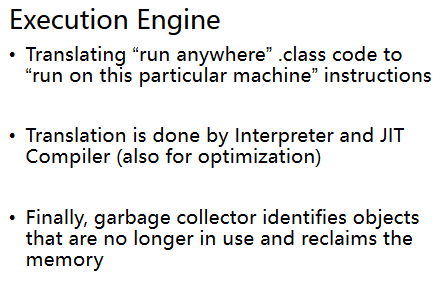 Execution Engine
• Translating “run anywhere” .class code to
“run on this particular machine” instructions
• Translation is done by Interpreter and JIT
Compiler (also for optimization)
• Finally, garbage collector identifies objects
that are no longer in use and reclaims the
memory